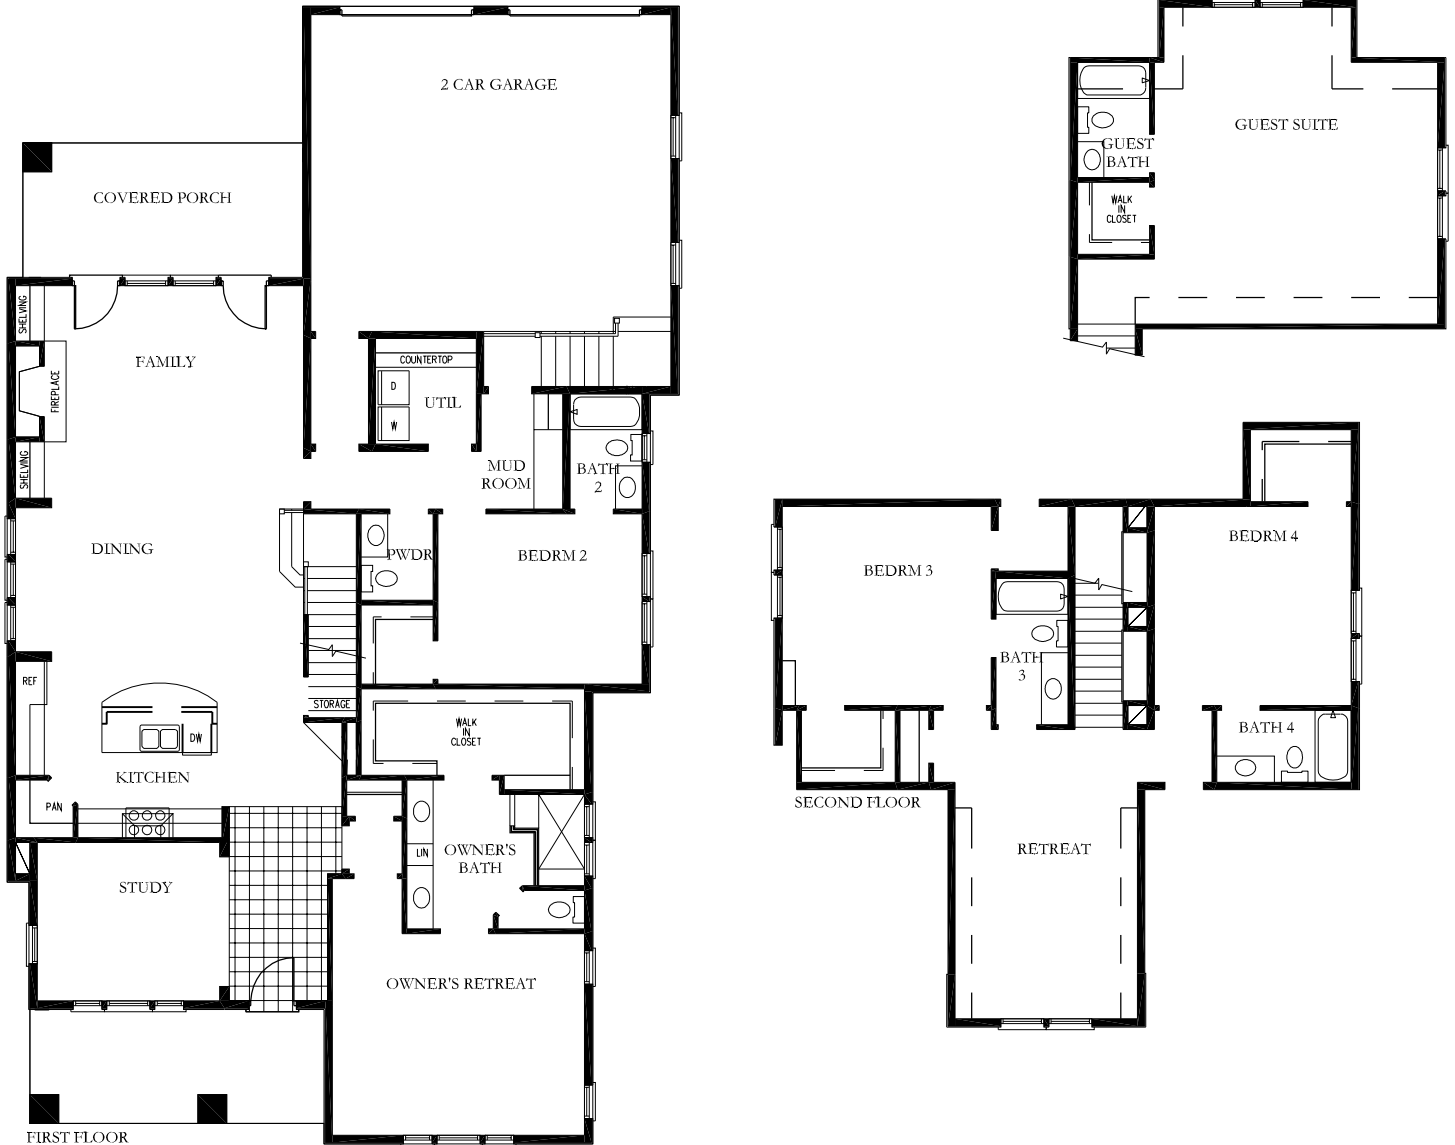 2 CAR GARAGE
COVERED PORCH
SHELVING
FAMILY
FIREPLACE
SHELVING
COUNTERTOP
D
W
UTIL
MUD
ROOM
BATH
2
DINING
PWDR
BEDRM 2
REF
STORAGE
DW
KITCHEN
PAN
WALK
IN
CLOSET
LIN
OWNER'S
BATH
STUDY
OWNER'S RETREAT
FIRST FLOOR
GUEST SUITE
GUEST
BATH
WALK
IN
CLOSET
BEDRM 3
BEDRM 4
BATH
3
BATH 4
SECOND FLOOR
RETREAT